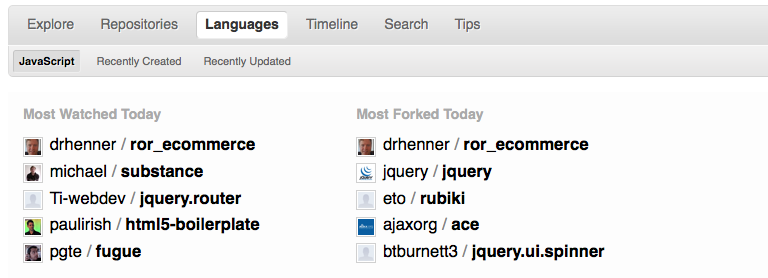 Explore Repositories Languages Timeline Search Tips
JavaScript Recently Created Recently Updated
Most Watched Today
drhenner / ror_ecommerce
michael / substance
Ti-webdev / jquery.router
paulirish / html5-boilerplate
pgte / fugue
Most Forked Today
drhenner / ror_ecommerce
jquery / jquery
eto / rubiki
ajaxorg / ace
btburnett3 / jquery.ui.spinner